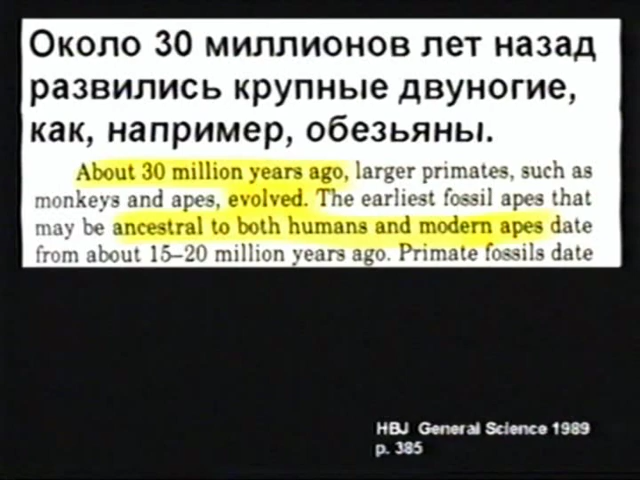 Около 30 миллионов лет назад
развились крупные двуногие,
как, например, обезьяны.
About 30 million years ago, larger primates, such as
monkeys and apes, evolved. The earliest fossil apes that
may be ancestral to both humans and modern apes date
from about 15–20 million years ago. Primate fossils date
HBJ General Science 1989
p. 385